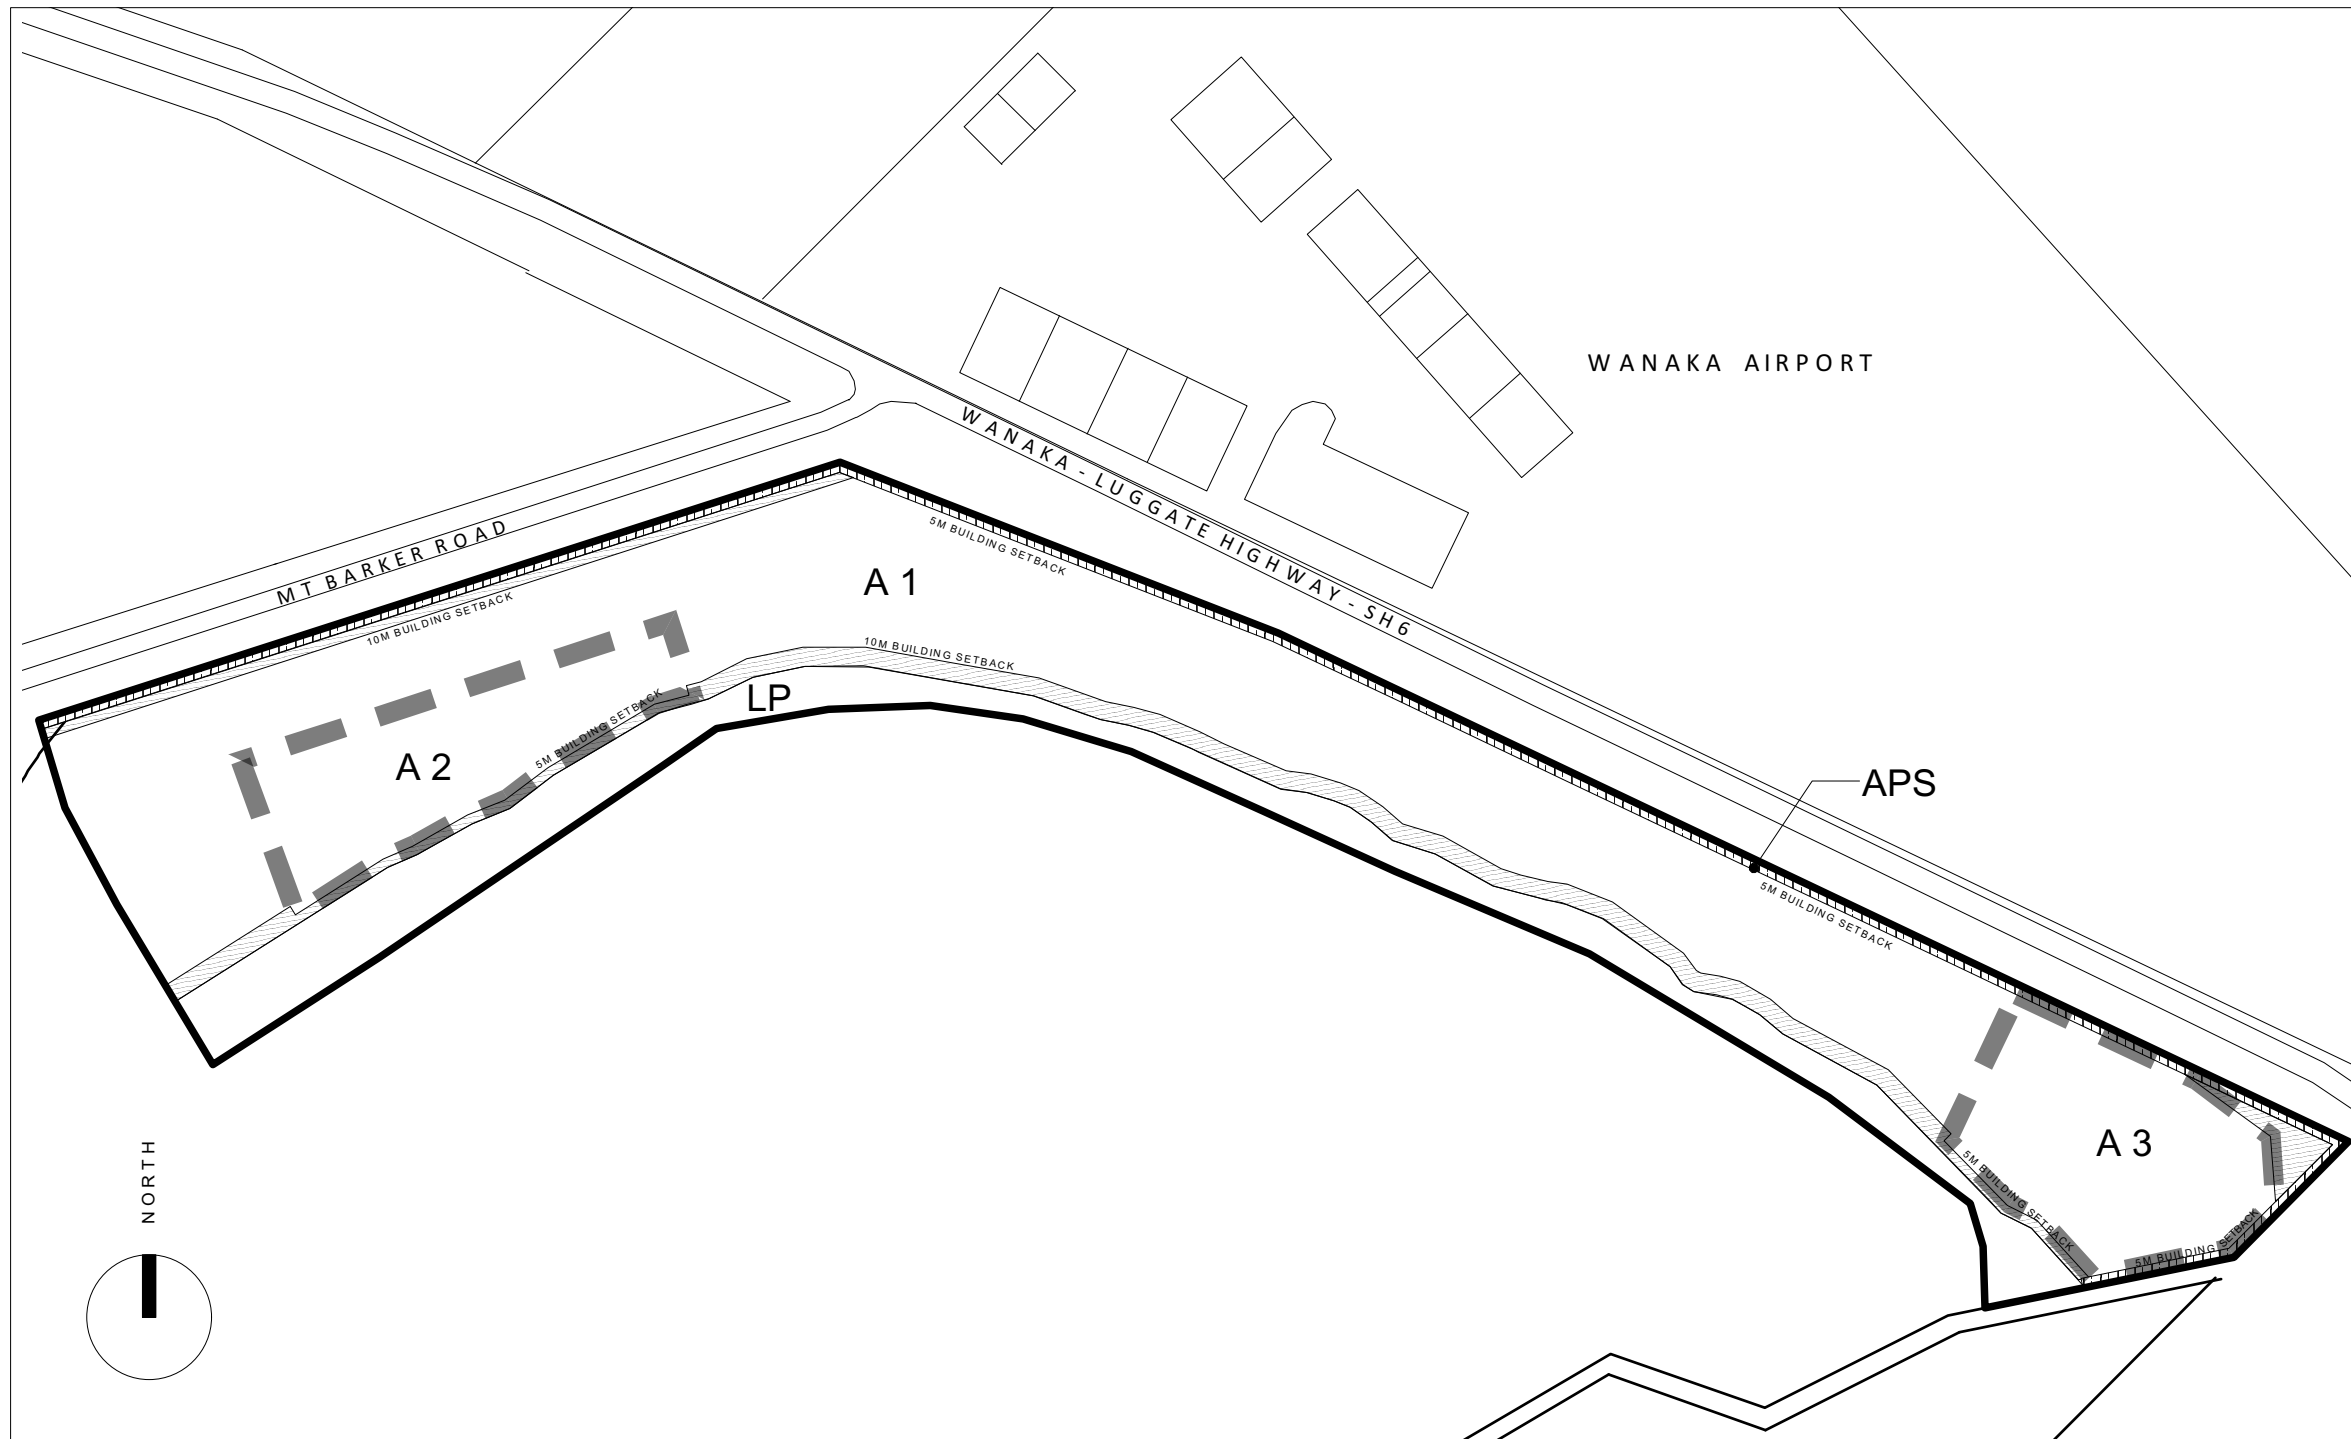 WANAKA AIRPORT
WANAKA - LUGGATE HIGHWAY - SH6
MT BARKER ROAD
5M BUILDING SETBACK
A 1
10M BUILDING SETBACK
10M BUILDING SETBACK
LP
5M BUILDING SETBACK
A 2
APS
5M BUILDING SETBACK
A 3
5M BUILDING SETBACK
5M BUILDING SETBACK
NORTH